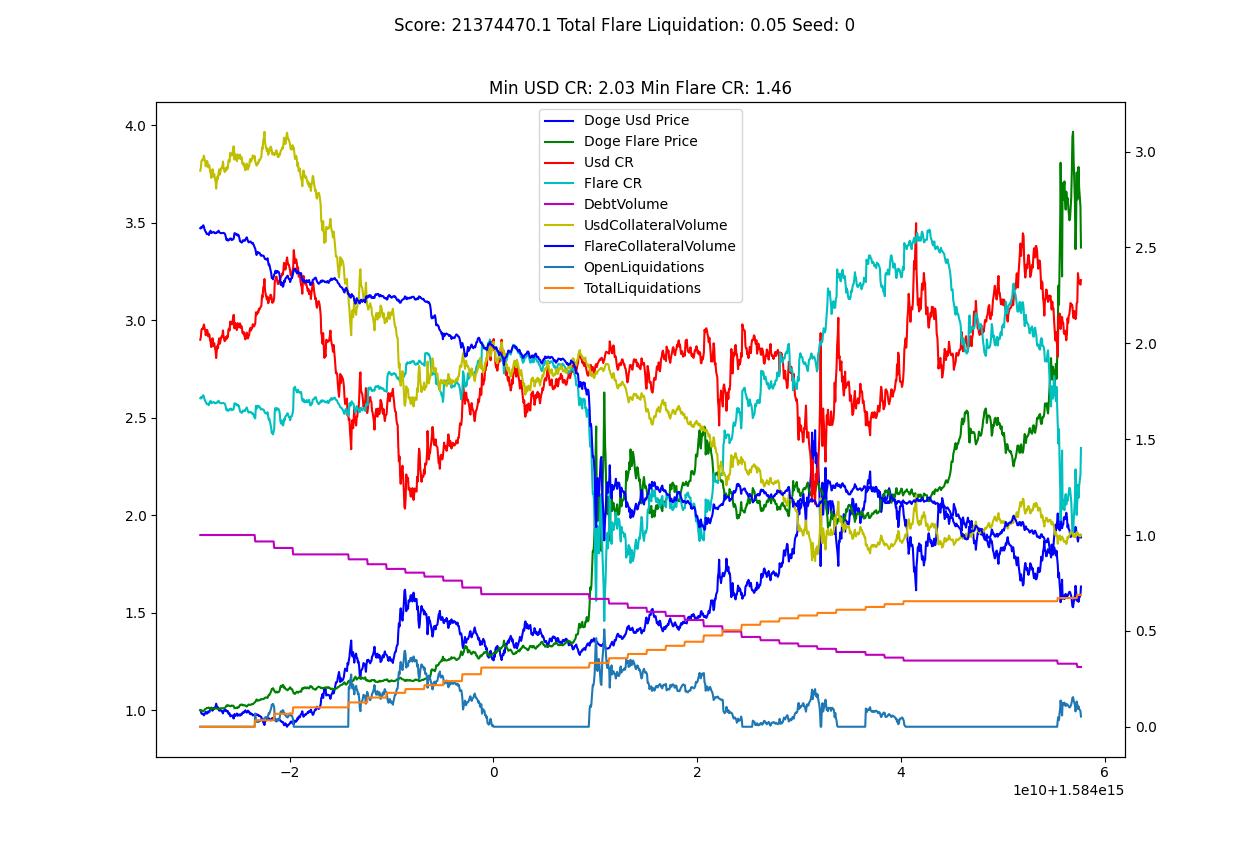 Score: 21374470.1 Total Flare Liquidation: 0.05 Seed: 0
Min USD CR: 2.03 Min Flare CR: 1.46
Doge Usd Price
Doge Flare Price
Usd CR
Flare CR
DebtVolume
UsdCollateralVolume
FlareCollateralVolume
OpenLiquidations
TotalLiquidations
4.0
3.5
3.0
2.5
2.0
1.5
1.0
3.0
2.5
2.0
1.5
1.0
0.5
0.0
−2
0
2
4
6
1e10+1.584e15